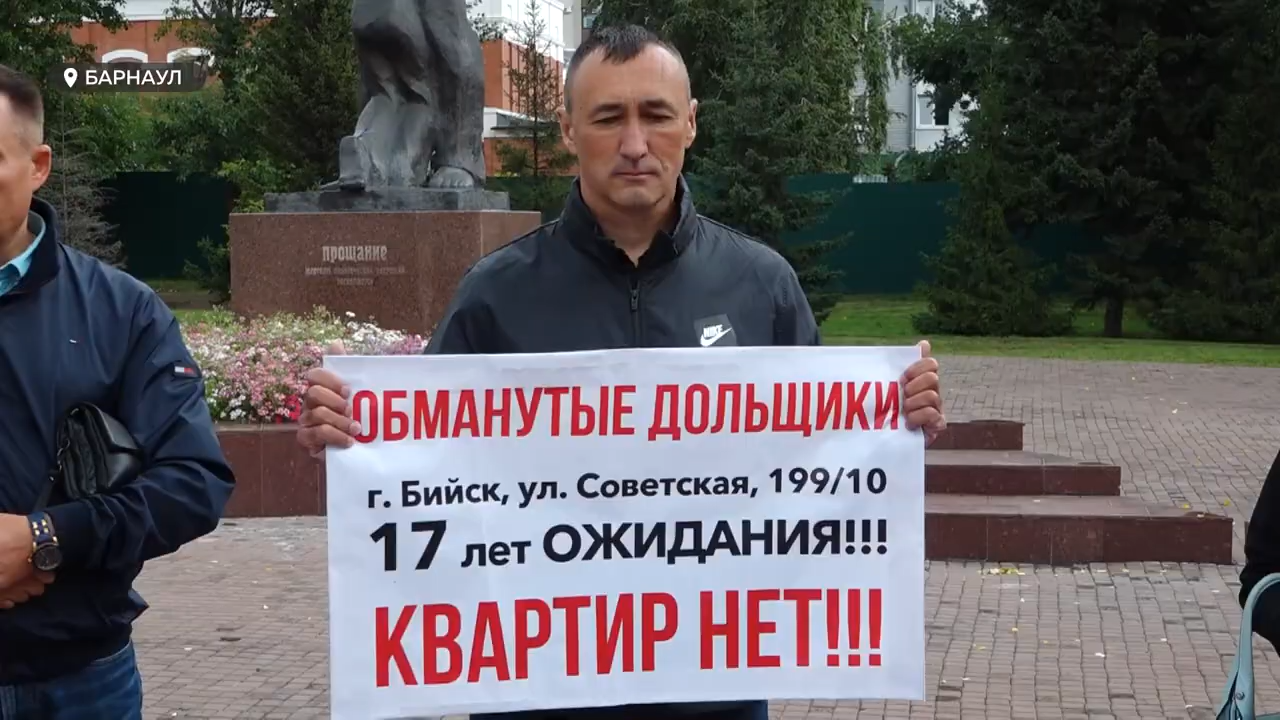 БАРНАУЛ
прощание
NIKE
ОБМАНУТЫЕ ДОЛЬЩИКИ
г. Бийск, ул. Советская, 199/10
17 лет ОЖИДАНИЯ!!!
КВАРТИР НЕТ!!!